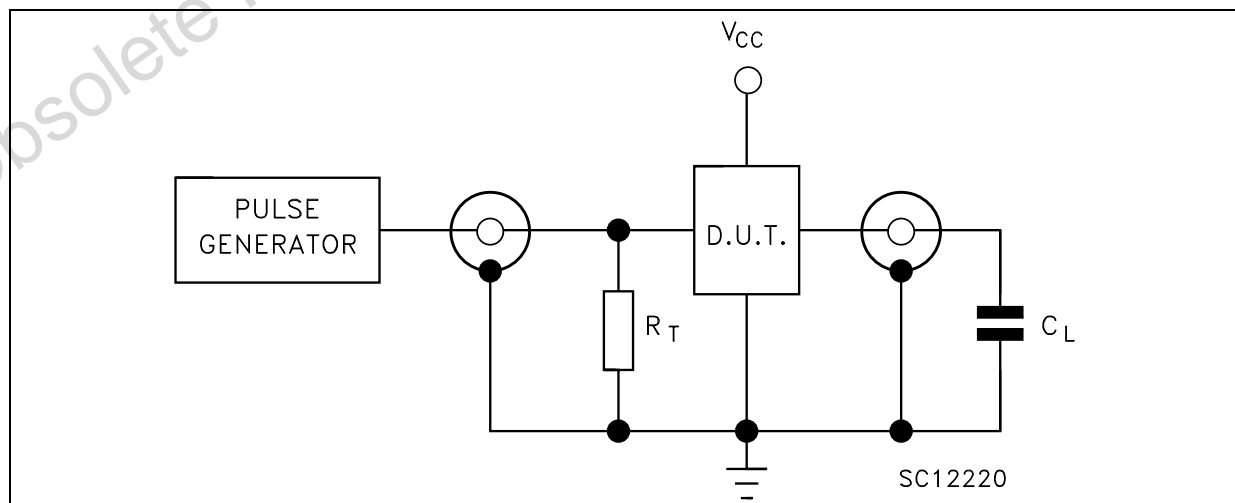 obsolete
VCC
PULSE
GENERATOR
D.U.T.
RT
CL
SC12220